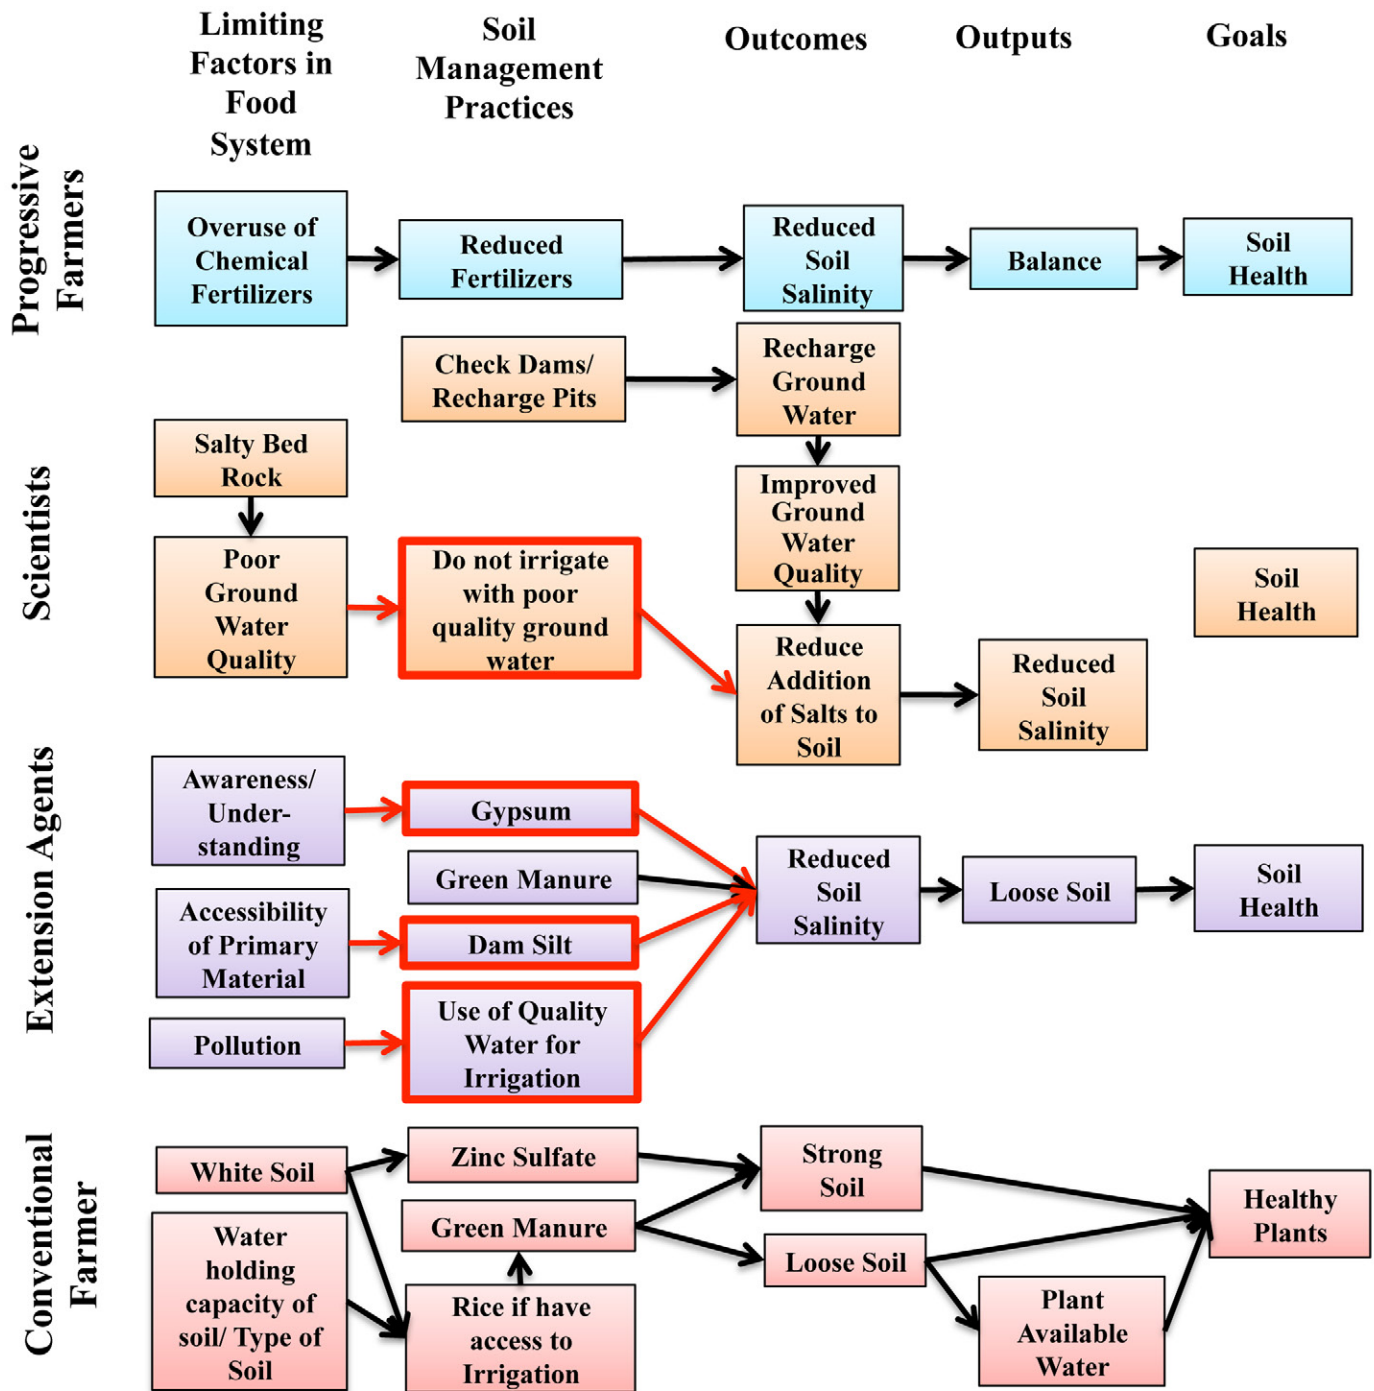 Limiting
Factors in
Food
System
Soil
Management
Practices
Outcomes
Outputs
Goals
Progressive
Farmers
Overuse of
Chemical
Fertilizers
Reduced
Fertilizers
Reduced
Soil
Salinity
Balance
Soil
Health
Scientists
Check Dams/
Recharge Pits
Recharge
Ground
Water
Salty Bed
Rock
Improved
Ground
Water
Quality
Poor
Ground
Water
Quality
Do not irrigate
with poor
quality ground
water
Reduce
Addition
of Salts to
Soil
Reduced
Soil
Salinity
Soil
Health
Extension Agents
Awareness/
Under-
standing
Gypsum
Green Manure
Accessibility
of Primary
Material
Dam Silt
Pollution
Use of Quality
Water for
Irrigation
Reduced
Soil
Salinity
Loose Soil
Soil
Health
Conventional
Farmer
White Soil
Zinc Sulfate
Strong
Soil
Water
holding
capacity of
soil/ Type of
Soil
Green Manure
Loose Soil
Rice if have
access to
Irrigation
Plant
Available
Water
Healthy
Plants